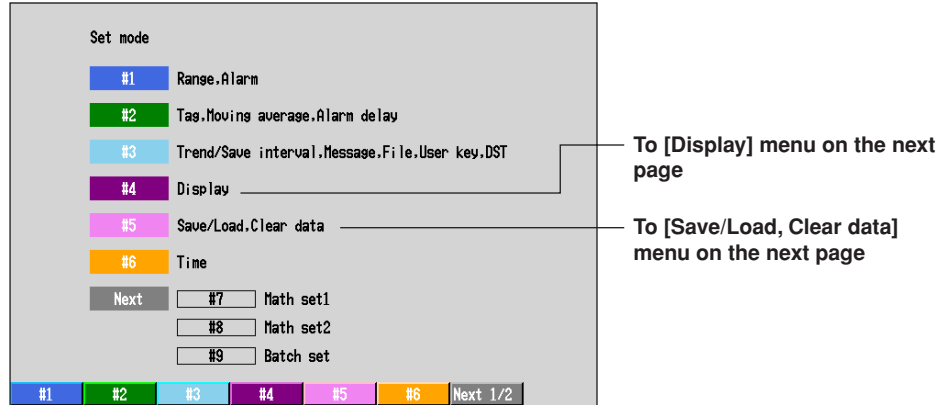 Set mode
#1 Range,Alarm
#2 Tag,Moving average,Alarm delay
#3 Trend/Save interval,Message,File,User key,DST
#4 Display
#5 Save/Load,Clear data
#6 Time
Next #7 Math set1
#8 Math set2
#9 Batch set
#1 #2 #3 #4 #5 #6 Next 1/2
To [Display] menu on the next
page
To [Save/Load, Clear data]
menu on the next page